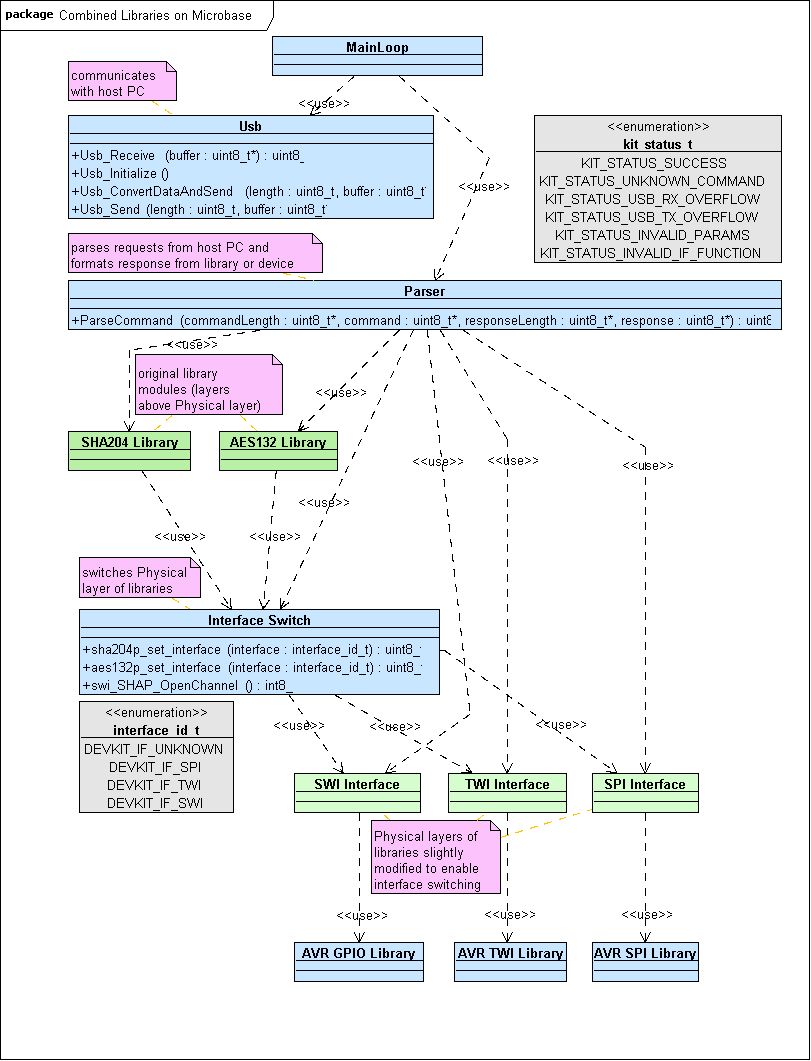 package Combined Libraries on Microbase
MainLoop
communicates
with host PC
<<use>>
Usb
+Usb_Receive (buffer : uint8_t*) : uint8_
+Usb_Initialize ()
+Usb_ConvertDataAndSend (length : uint8_t, buffer : uint8_t
+Usb_Send (length : uint8_t, buffer : uint8_t
<<enumeration>>
kit_status_t
KIT_STATUS_SUCCESS
KIT_STATUS_UNKNOWN_COMMAND
KIT_STATUS_USB_RX_OVERFLOW
KIT_STATUS_USB_TX_OVERFLOW
KIT_STATUS_INVALID_PARAMS
KIT_STATUS_INVALID_IF_FUNCTION
<<use>>
parses requests from host PC and
formats response from library or device
Parser
+ParseCommand (commandLength : uint8_t*, command : uint8_t*, responseLength : uint8_t*, response : uint8_t*) : uint8
<<use>>
original library
modules (layers
above Physical layer)
<<use>>
SHA204 Library
AES132 Library
<<use>>
<<use>>
<<use>>
<<use>>
<<use>>
<<use>>
switches Physical
layer of libraries
Interface Switch
+sha204p_set_interface (interface : interface_id_t) : uint8_
+aes132p_set_interface (interface : interface_id_t) : uint8_
+swi_SHAP_OpenChannel () : int8_
<<enumeration>>
interface_id_t
DEVKIT_IF_UNKNOWN
DEVKIT_IF_SPI
DEVKIT_IF_TWI
DEVKIT_IF_SWI
<<use>>
<<use>>
<<use>>
SWI Interface
TWI Interface
SPI Interface
Physical layers of
libraries slightly
modified to enable
interface switching
<<use>>
<<use>>
<<use>>
AVR GPIO Library
AVR TWI Library
AVR SPI Library